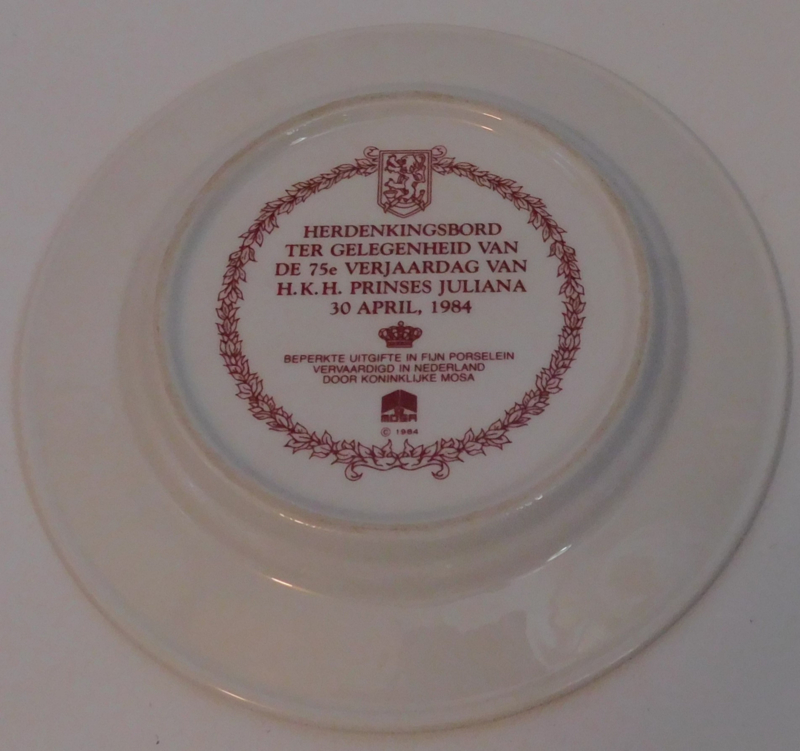 HERDENKINGSBORD
TER GELEGENHEID VAN
DE 75e VERJAARDAG VAN
H.K.H. PRINSES JULIANA
30 APRIL, 1984
BEPERKTE UITGIFTE IN FIJN PORSELEIN
VERVAARDIGD IN NEDERLAND
DOOR KONINKLIJKE MOSA
MOSA
© 1984